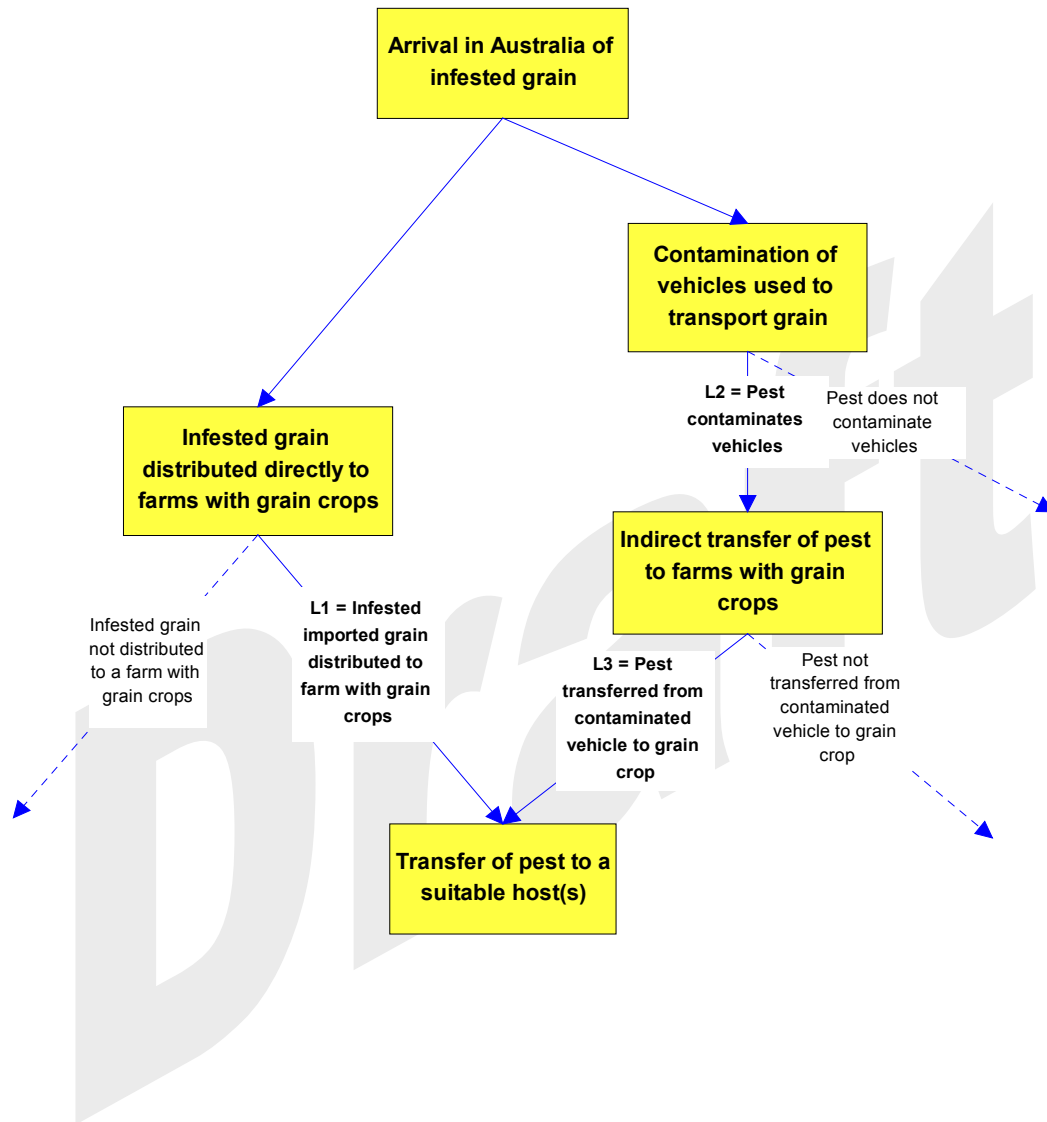 Arrival in Australia of
infested grain
Contamination of
vehicles used to
transport grain
L2 = Pest
contaminates
vehicles
Pest does not
contaminate
vehicles
Infested grain
distributed directly to
farms with grain crops
Indirect transfer of pest
to farms with grain
crops
Infested grain
not distributed
to a farm with
grain crops
L1 = Infested
imported grain
distributed to
farm with grain
crops
L3 = Pest
transferred from
contaminated
vehicle to grain
crop
Pest not
transferred from
contaminated
vehicle to grain
crop
Transfer of pest to a
suitable host(s)
Draft